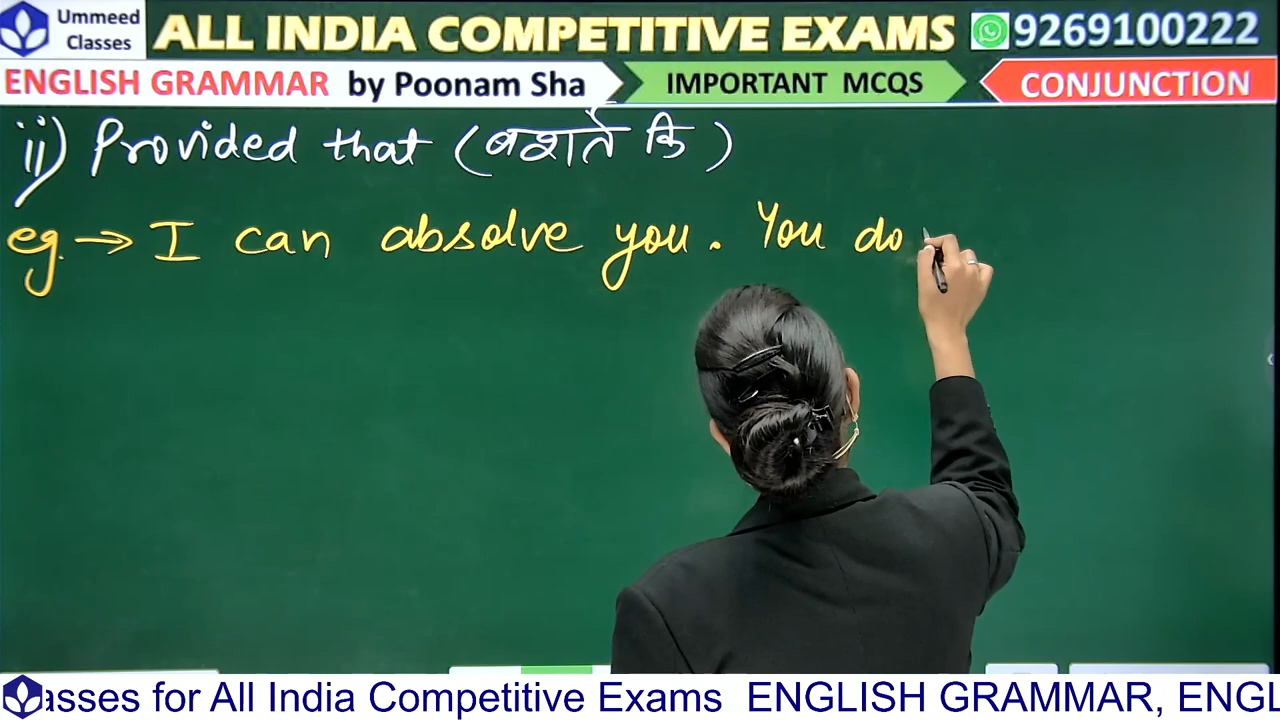 Ummeed Classes
ALL INDIA COMPETITIVE EXAMS 9269100222
ENGLISH GRAMMAR by Poonam Sha IMPORTANT MCQS CONJUNCTION
ii) Provided that (बशर्ते कि)
eg. → I can absolve you. You do
asses for All India Competitive Exams ENGLISH GRAMMAR, ENGL